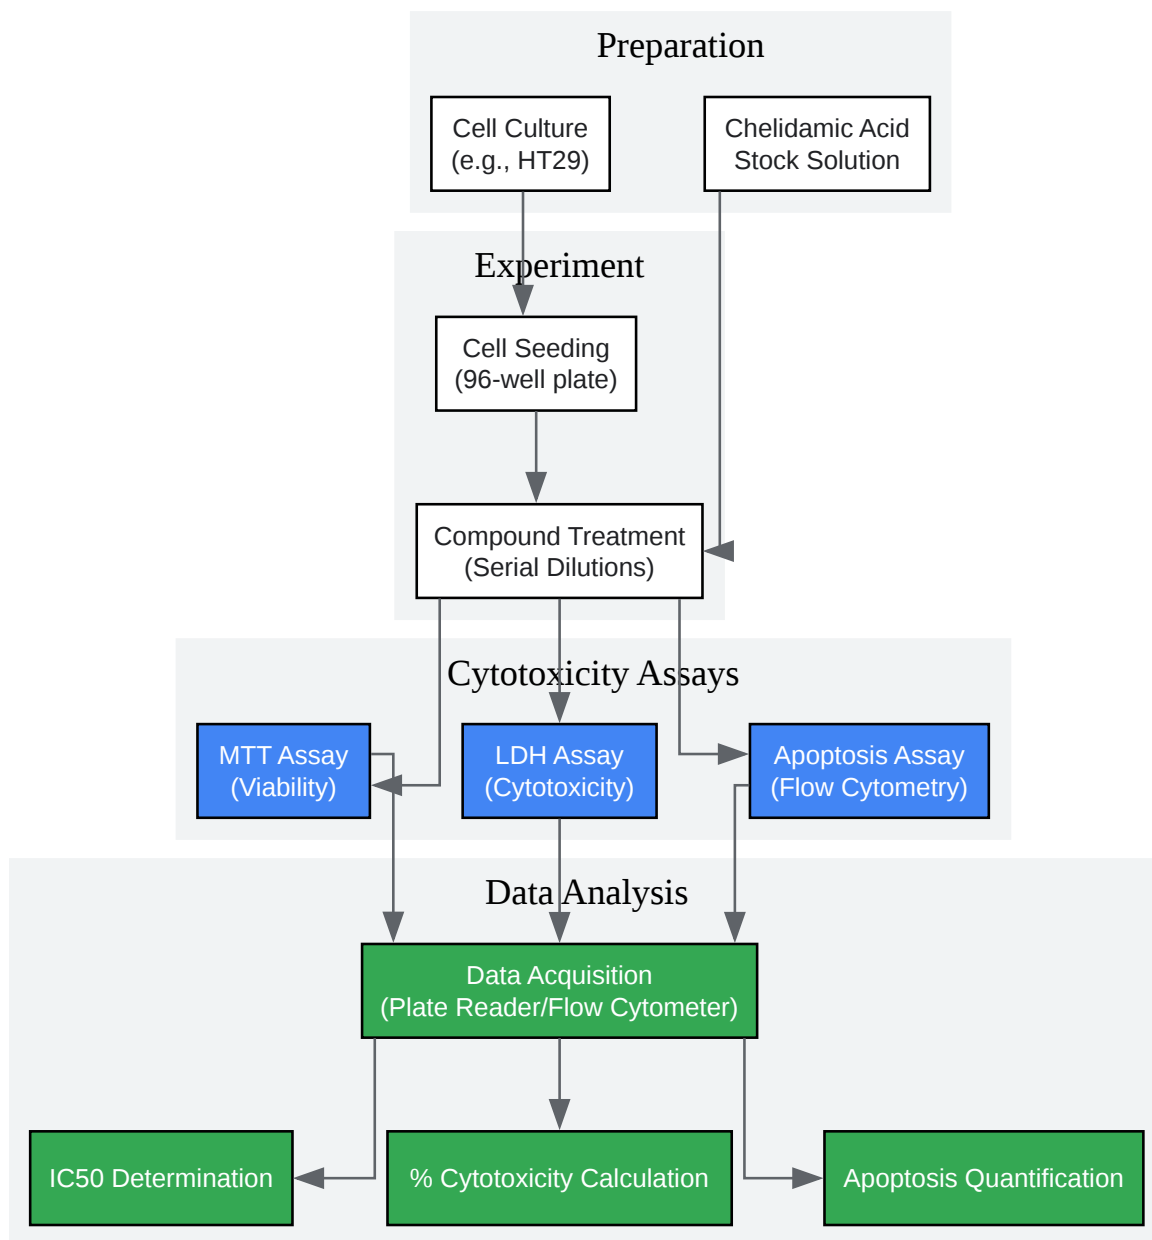 Preparation
Cell Culture
(e.g., HT29)
Chelidamic Acid
Stock Solution
Experiment
Cell Seeding
(96-well plate)
Compound Treatment
(Serial Dilutions)
Cytotoxicity Assays
MTT Assay
(Viability)
LDH Assay
(Cytotoxicity)
Apoptosis Assay
(Flow Cytometry)
Data Analysis
Data Acquisition
(Plate Reader/Flow Cytometer)
IC50 Determination
% Cytotoxicity Calculation
Apoptosis Quantification